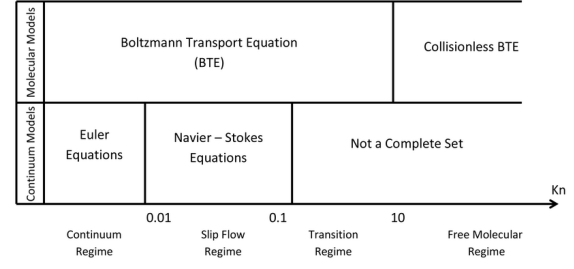 Molecular Models
Boltzmann Transport Equation
(BTE)
Collisionless BTE
Continuum Models
Euler
Equations
Navier – Stokes
Equations
Not a Complete Set
Kn
0.01
0.1
10
Continuum
Regime
Slip Flow
Regime
Transition
Regime
Free Molecular
Regime